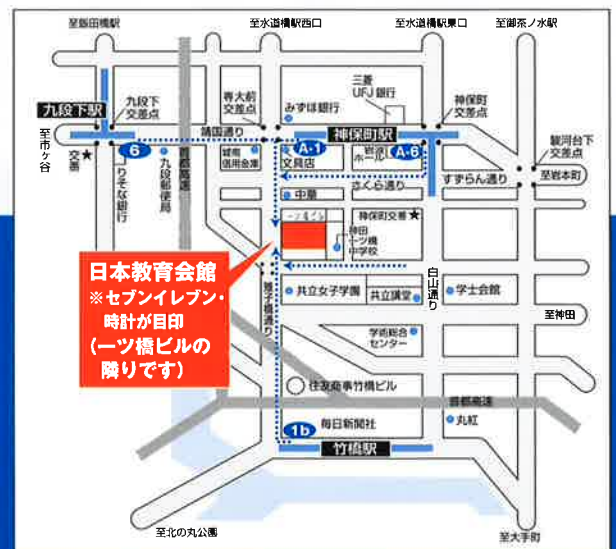 至飯田橋駅
至水道橋駅西口
至水道橋駅東口
至御茶ノ水駅
九段下駅
九段下
交差点
専大前
交差点
みずほ銀行
三菱
UFJ銀行
神保町
交差点
至市ヶ谷
交番★
6
靖国通り
A-1
神保町駅
A-6
駿河台下
交差点
りそな銀行
九段郵便局
首都高速
城南
信用金庫
文具店
岩波
ホール
さくら通り
すずらん通り
至岩本町
中華
一ツ橋ビル
神保町交番★
神田
一ツ橋
中学校
日本教育会館
※セブンイレブン・
時計が目印
(一ツ橋ビルの
隣りです)
雉子橋通り
白山通り
共立女子学園
共立講堂
学士会館
至神田
学術総合
センター
住友商事竹橋ビル
首都高速
丸紅
1b
毎日新聞社
竹橋駅
至北の丸公園
至大手町